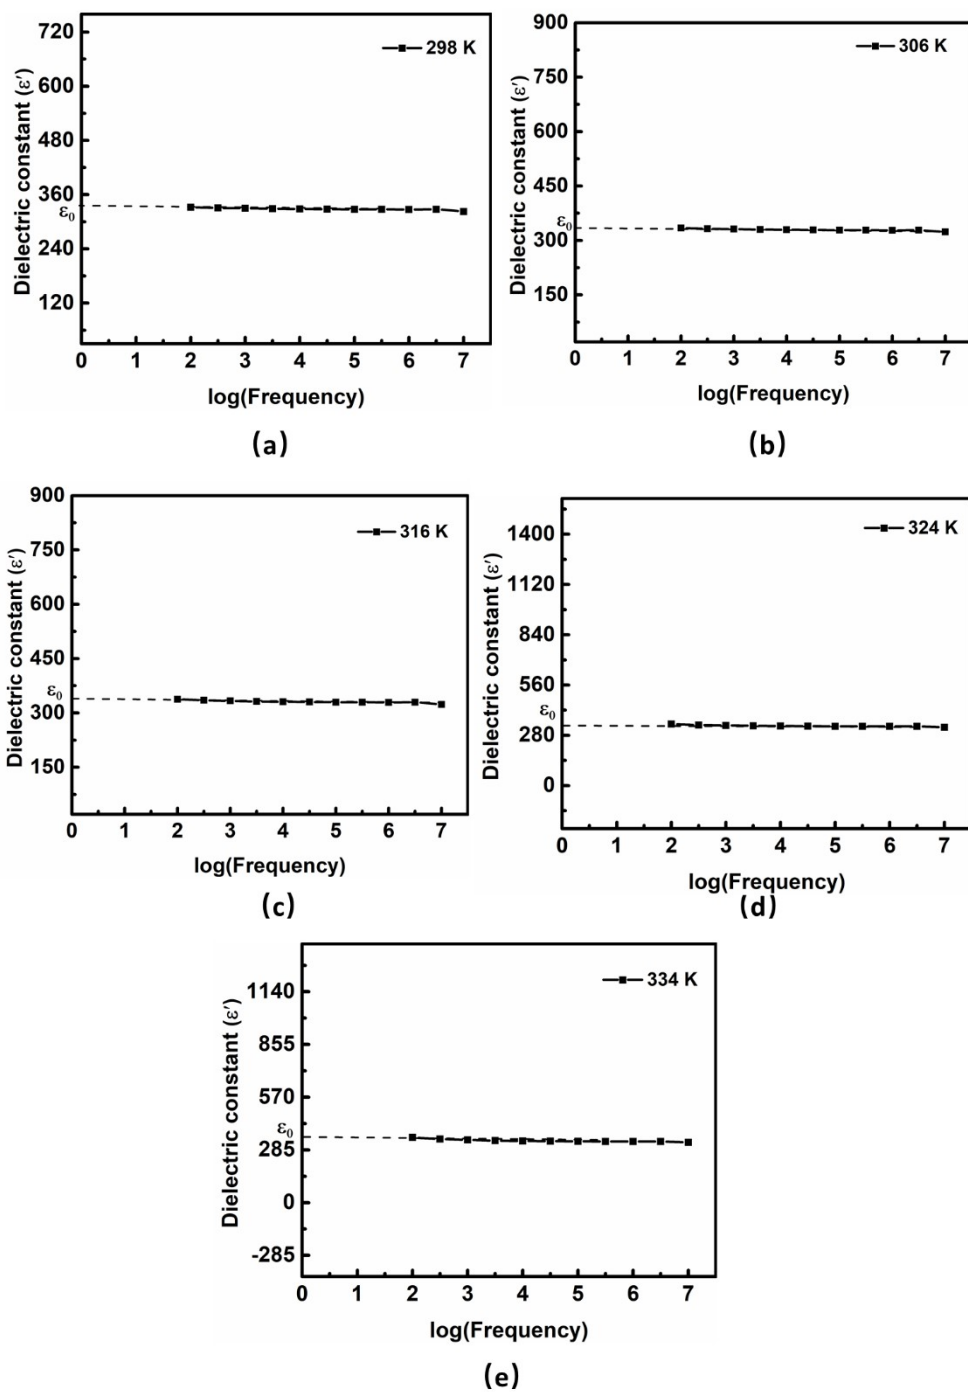 720
600
480
360
ε0
240
120
Dielectric constant (ε′)
298 K
0 1 2 3 4 5 6 7
log(Frequency)
(a)
900
750
600
450
ε0
300
150
Dielectric constant (ε′)
306 K
0 1 2 3 4 5 6 7
log(Frequency)
(b)
900
750
600
450
ε0
300
150
Dielectric constant (ε′)
316 K
0 1 2 3 4 5 6 7
log(Frequency)
(c)
1400
1120
840
560
ε0
280
0
Dielectric constant (ε′)
324 K
0 1 2 3 4 5 6 7
log(Frequency)
(d)
1140
855
570
ε0
285
0
-285
Dielectric constant (ε′)
334 K
0 1 2 3 4 5 6 7
log(Frequency)
(e)